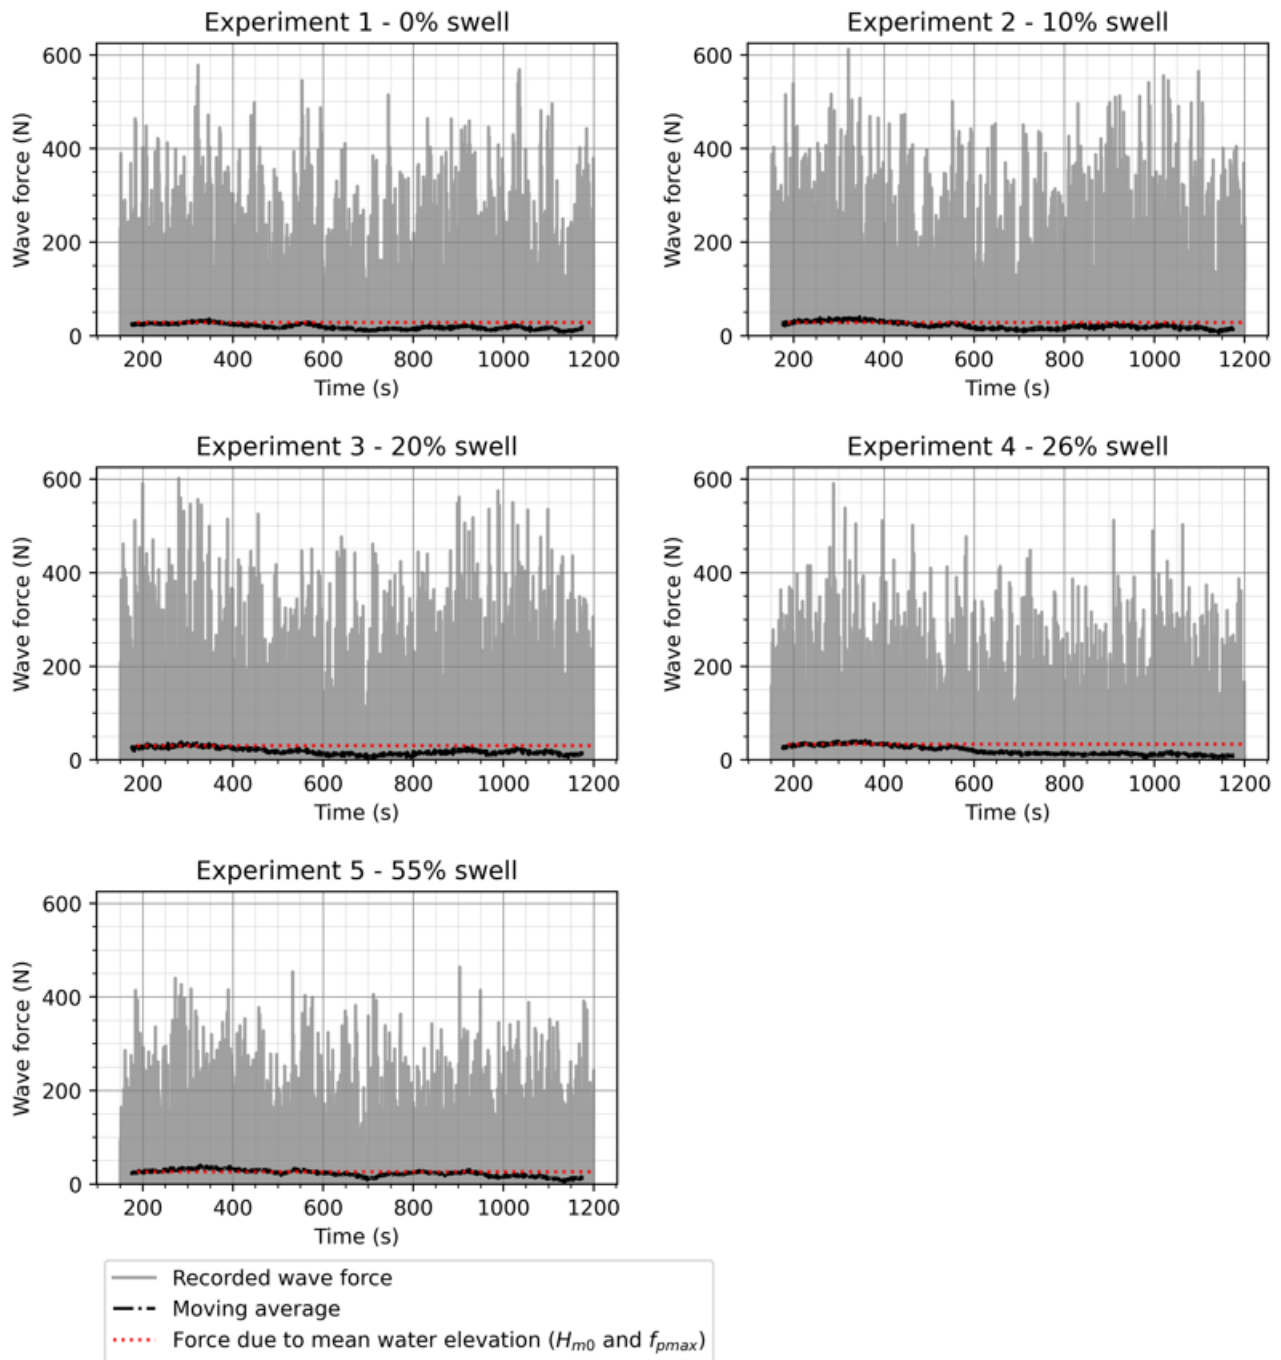 Experiment 1 - 0% swell
Wave force (N)
600
400
200
0
200 400 600 800 1000 1200
Time (s)
Experiment 2 - 10% swell
Wave force (N)
600
400
200
0
200 400 600 800 1000 1200
Time (s)
Experiment 3 - 20% swell
Wave force (N)
600
400
200
0
200 400 600 800 1000 1200
Time (s)
Experiment 4 - 26% swell
Wave force (N)
600
400
200
0
200 400 600 800 1000 1200
Time (s)
Experiment 5 - 55% swell
Wave force (N)
600
400
200
0
200 400 600 800 1000 1200
Time (s)
Recorded wave force
Moving average
Force due to mean water elevation (H_{m0} and f_{pmax})